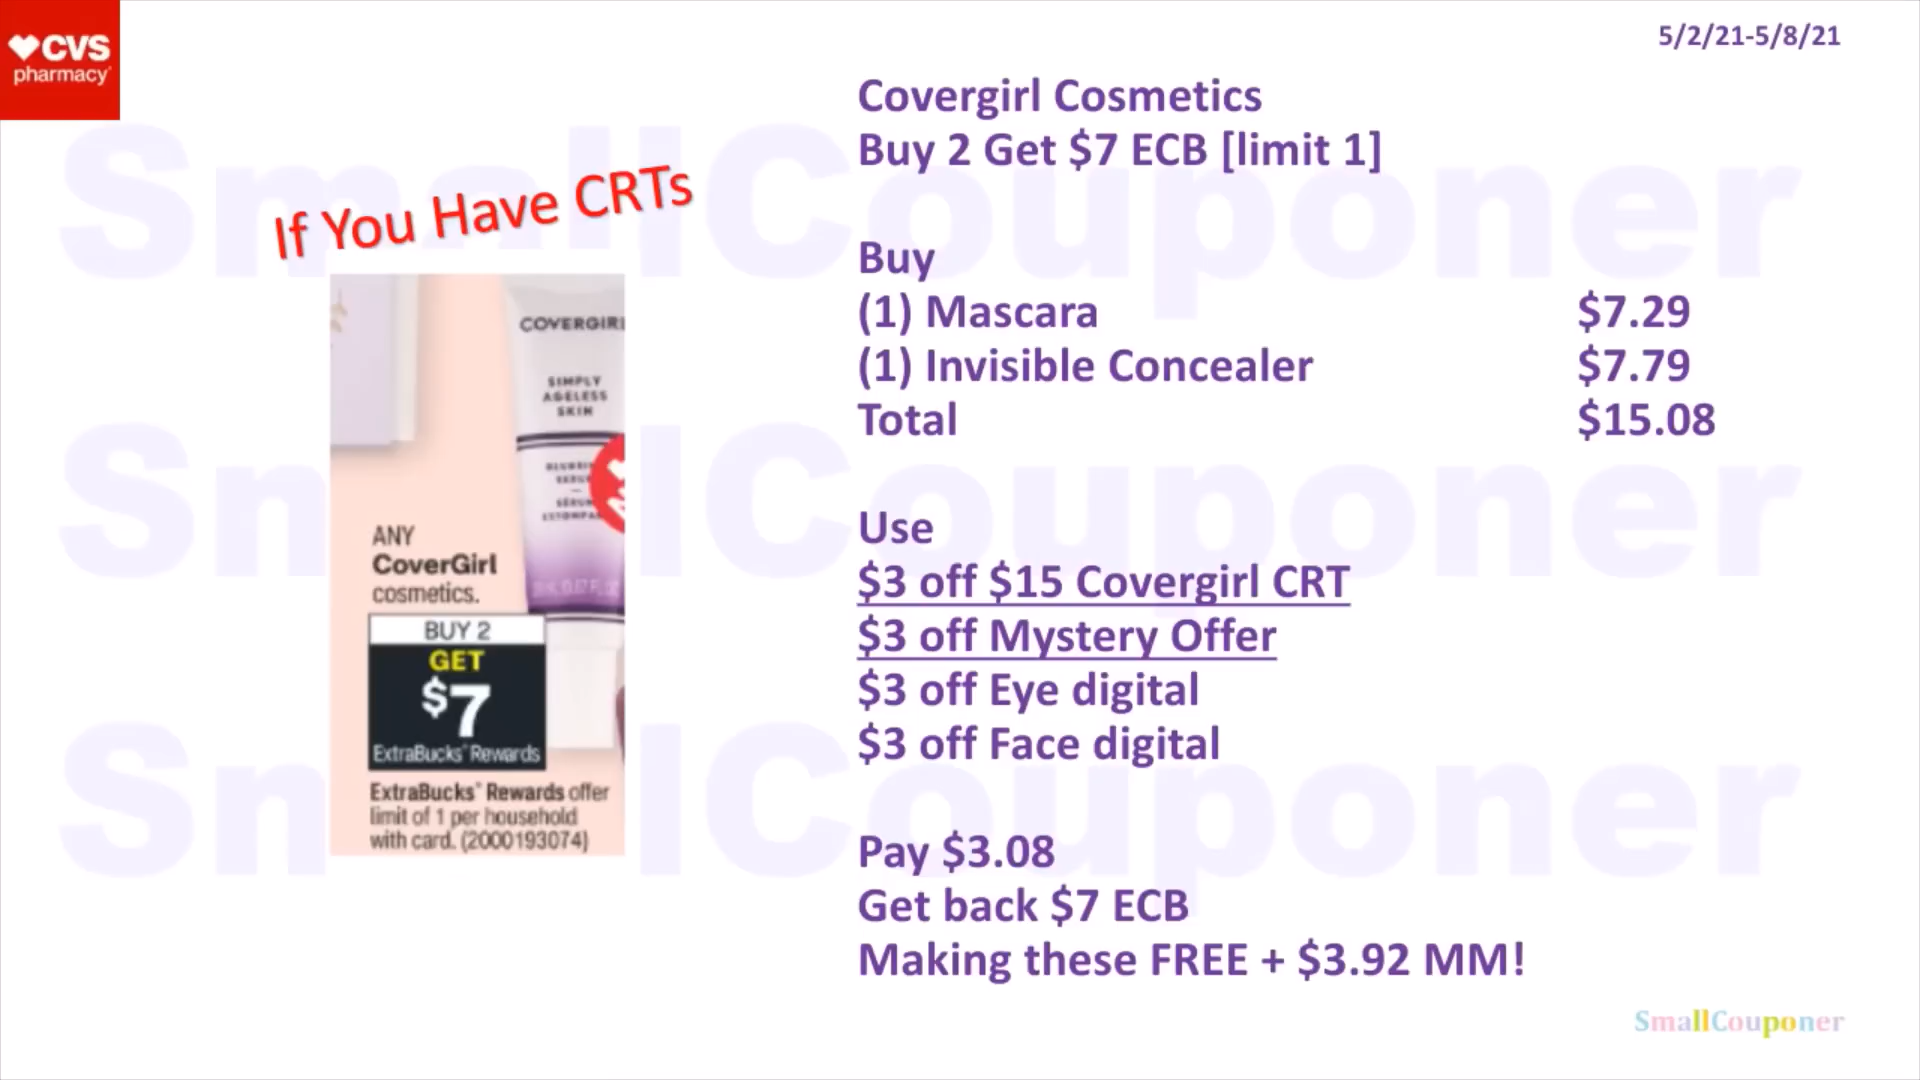 CVS
pharmacy
5/2/21-5/8/21
Covergirl Cosmetics
Buy 2 Get $7 ECB [limit 1]
If You Have CRTs
Buy
(1) Mascara $7.29
(1) Invisible Concealer $7.79
Total $15.08
Use
$3 off $15 Covergirl CRT
$3 off Mystery Offer
$3 off Eye digital
$3 off Face digital
Pay $3.08
Get back $7 ECB
Making these FREE + $3.92 MM!
COVERGIRL
SIMPLY
AGELESS
SKIN
ANY
CoverGirl
cosmetics.
BUY 2
GET
$7
ExtraBucks® Rewards
ExtraBucks® Rewards offer
limit of 1 per household
with card. (2000193074)
SmallCouponer
SmallCouponer
SmallCouponer
SmallCouponer